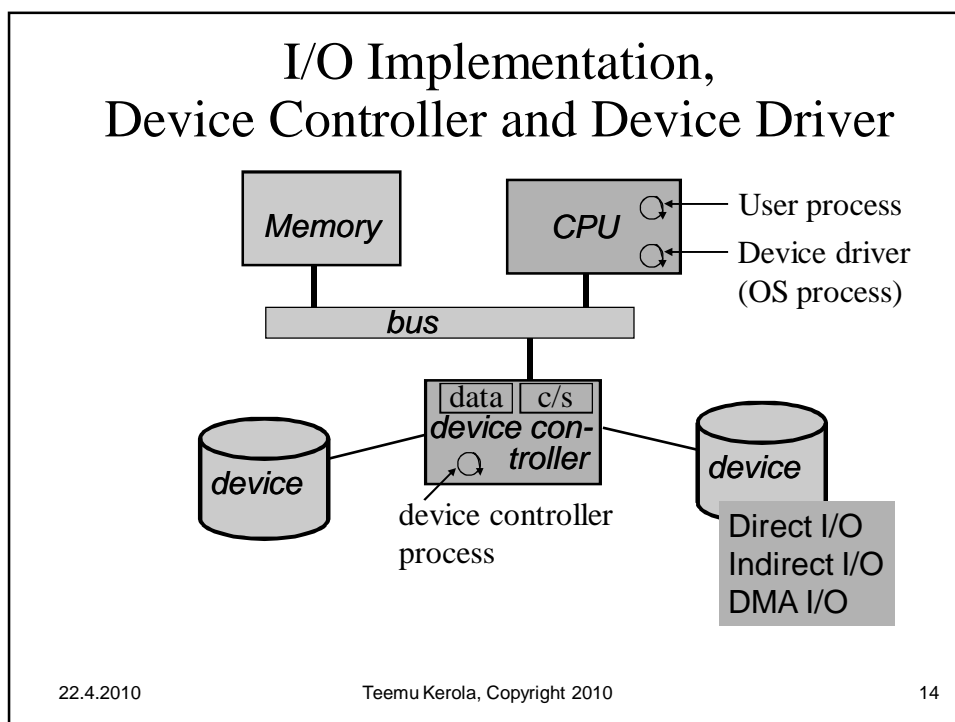 I/O Implementation,
Device Controller and Device Driver
Memory
CPU
User process
Device driver
(OS process)
bus
data
c/s
device con-
troller
device
device
device controller
process
Direct I/O
Indirect I/O
DMA I/O
22.4.2010
Teemu Kerola, Copyright 2010
14